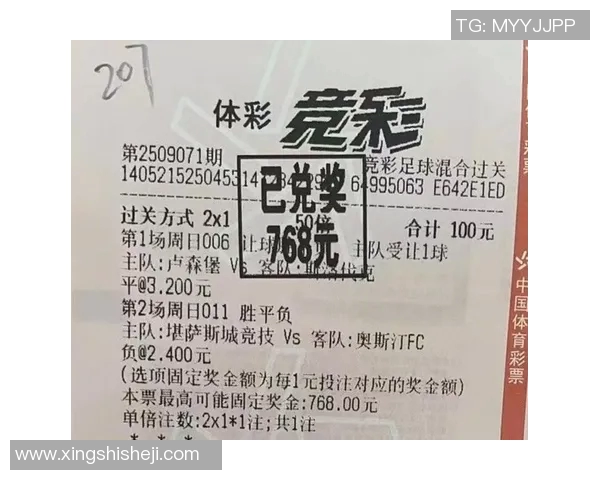 TG: MYYJJPP
207
体彩 竞彩
第2509071期 竞彩足球混合过关
64995063 E642E1ED
已兑奖
768元
过关方式 2x1 50倍 合计 100元
第1场周日006 让球 主队受让1球
主队:卢森堡 Vs 客队:斯洛伐克
平@3.200元
第2场周日011 胜平负
主队:堪萨斯城竞技 Vs 客队:奥斯汀FC
负@2.400元
(选项固定奖金额为每1元投注对应的奖金额)
本票最高可能固定奖金:768.00元
单倍注数:2x1*1注;共1注
中国体育彩票
www.xingshisheji.com